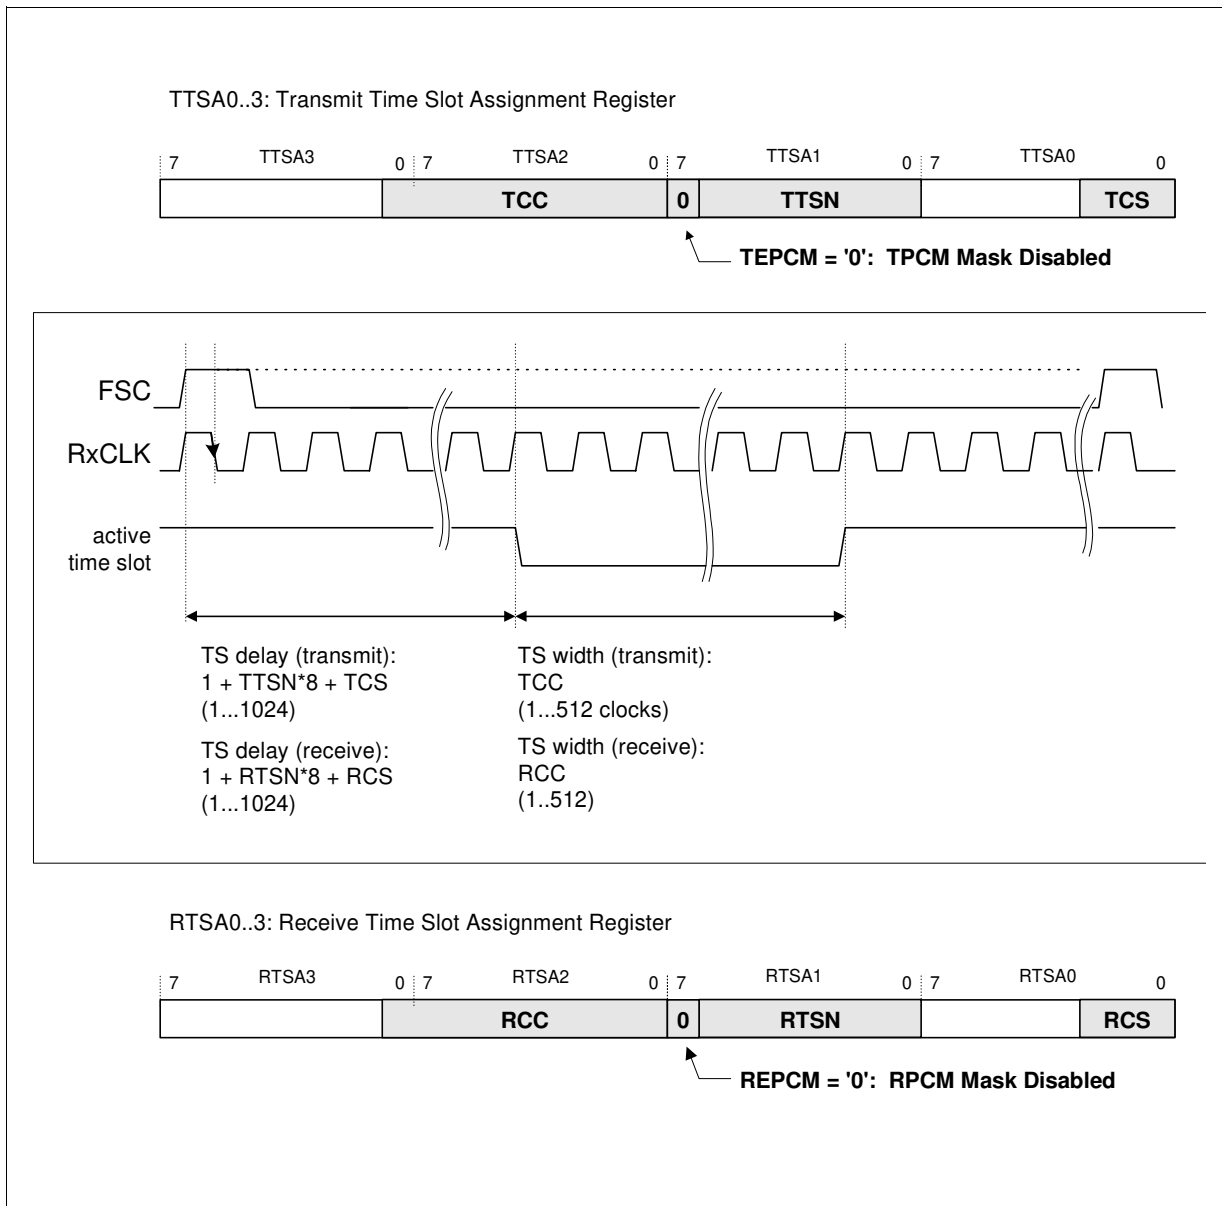 TTSA0..3: Transmit Time Slot Assignment Register
7 TTSA3 0 7 TTSA2 0 7 TTSA1 0 7 TTSA0 0
TCC 0 TTSN TCS
TEPCM = '0': TPCM Mask Disabled
FSC
RxCLK
active
time slot
TS delay (transmit):
1 + TTSN*8 + TCS
(1...1024)
TS width (transmit):
TCC
(1...512 clocks)
TS delay (receive):
1 + RTSN*8 + RCS
(1...1024)
TS width (receive):
RCC
(1..512)
RTSA0..3: Receive Time Slot Assignment Register
7 RTSA3 0 7 RTSA2 0 7 RTSA1 0 7 RTSA0 0
RCC 0 RTSN RCS
REPCM = '0': RPCM Mask Disabled